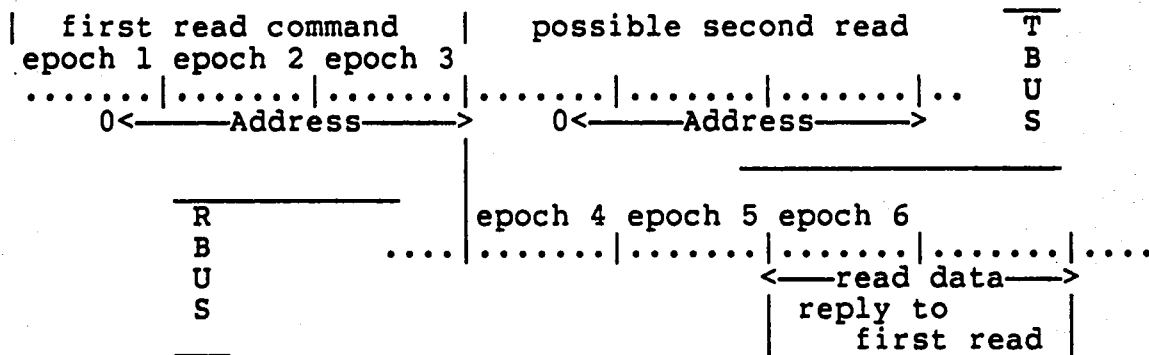 | first read command | possible second read T
epoch 1 epoch 2 epoch 3 B
.......|.......|.......|.......|.......|.......|.. U
0<——Address——> 0<——Address——> S
R epoch 4 epoch 5 epoch 6
B ....|.......|.......|.......|.......|....
U <——read data——>
S | reply to |
| first read |